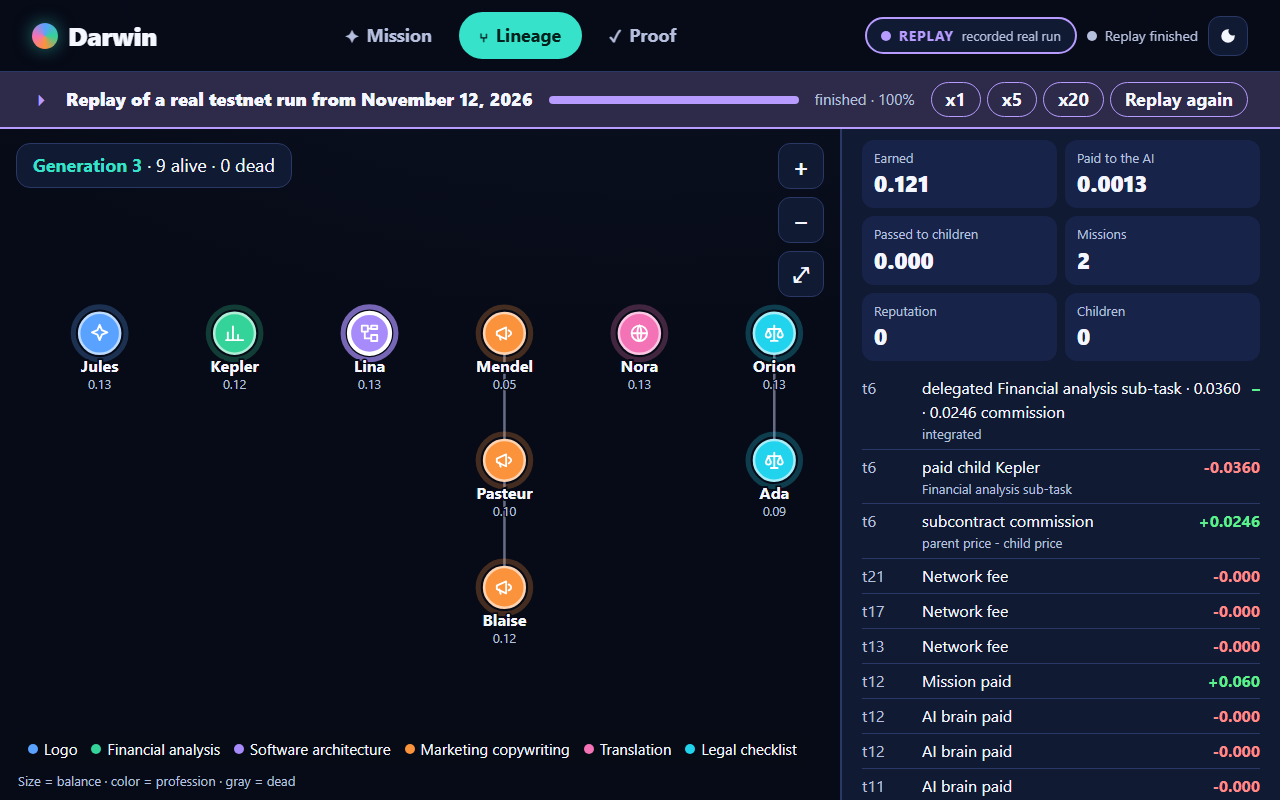 Darwin
Mission
Lineage
Proof
REPLAY recorded real run
Replay finished
Replay of a real testnet run from November 12, 2026
finished · 100%
x1
x5
x20
Replay again
Generation 3 · 9 alive · 0 dead
+
−
Jules
0.13
Kepler
0.12
Lina
0.13
Mendel
0.05
Nora
0.13
Orion
0.13
Pasteur
0.10
Ada
0.09
Blaise
0.12
Logo
Financial analysis
Software architecture
Marketing copywriting
Translation
Legal checklist
Size = balance · color = profession · gray = dead
Earned
0.121
Paid to the AI
0.0013
Passed to children
0.000
Missions
2
Reputation
0
Children
0
t6 delegated Financial analysis sub-task · 0.0360 –
· 0.0246 commission
integrated
t6 paid child Kepler -0.0360
Financial analysis sub-task
t6 subcontract commission +0.0246
parent price - child price
t21 Network fee -0.000
t17 Network fee -0.000
t13 Network fee -0.000
t12 Mission paid +0.060
t12 AI brain paid -0.000
t12 AI brain paid -0.000
t11 AI brain paid -0.000